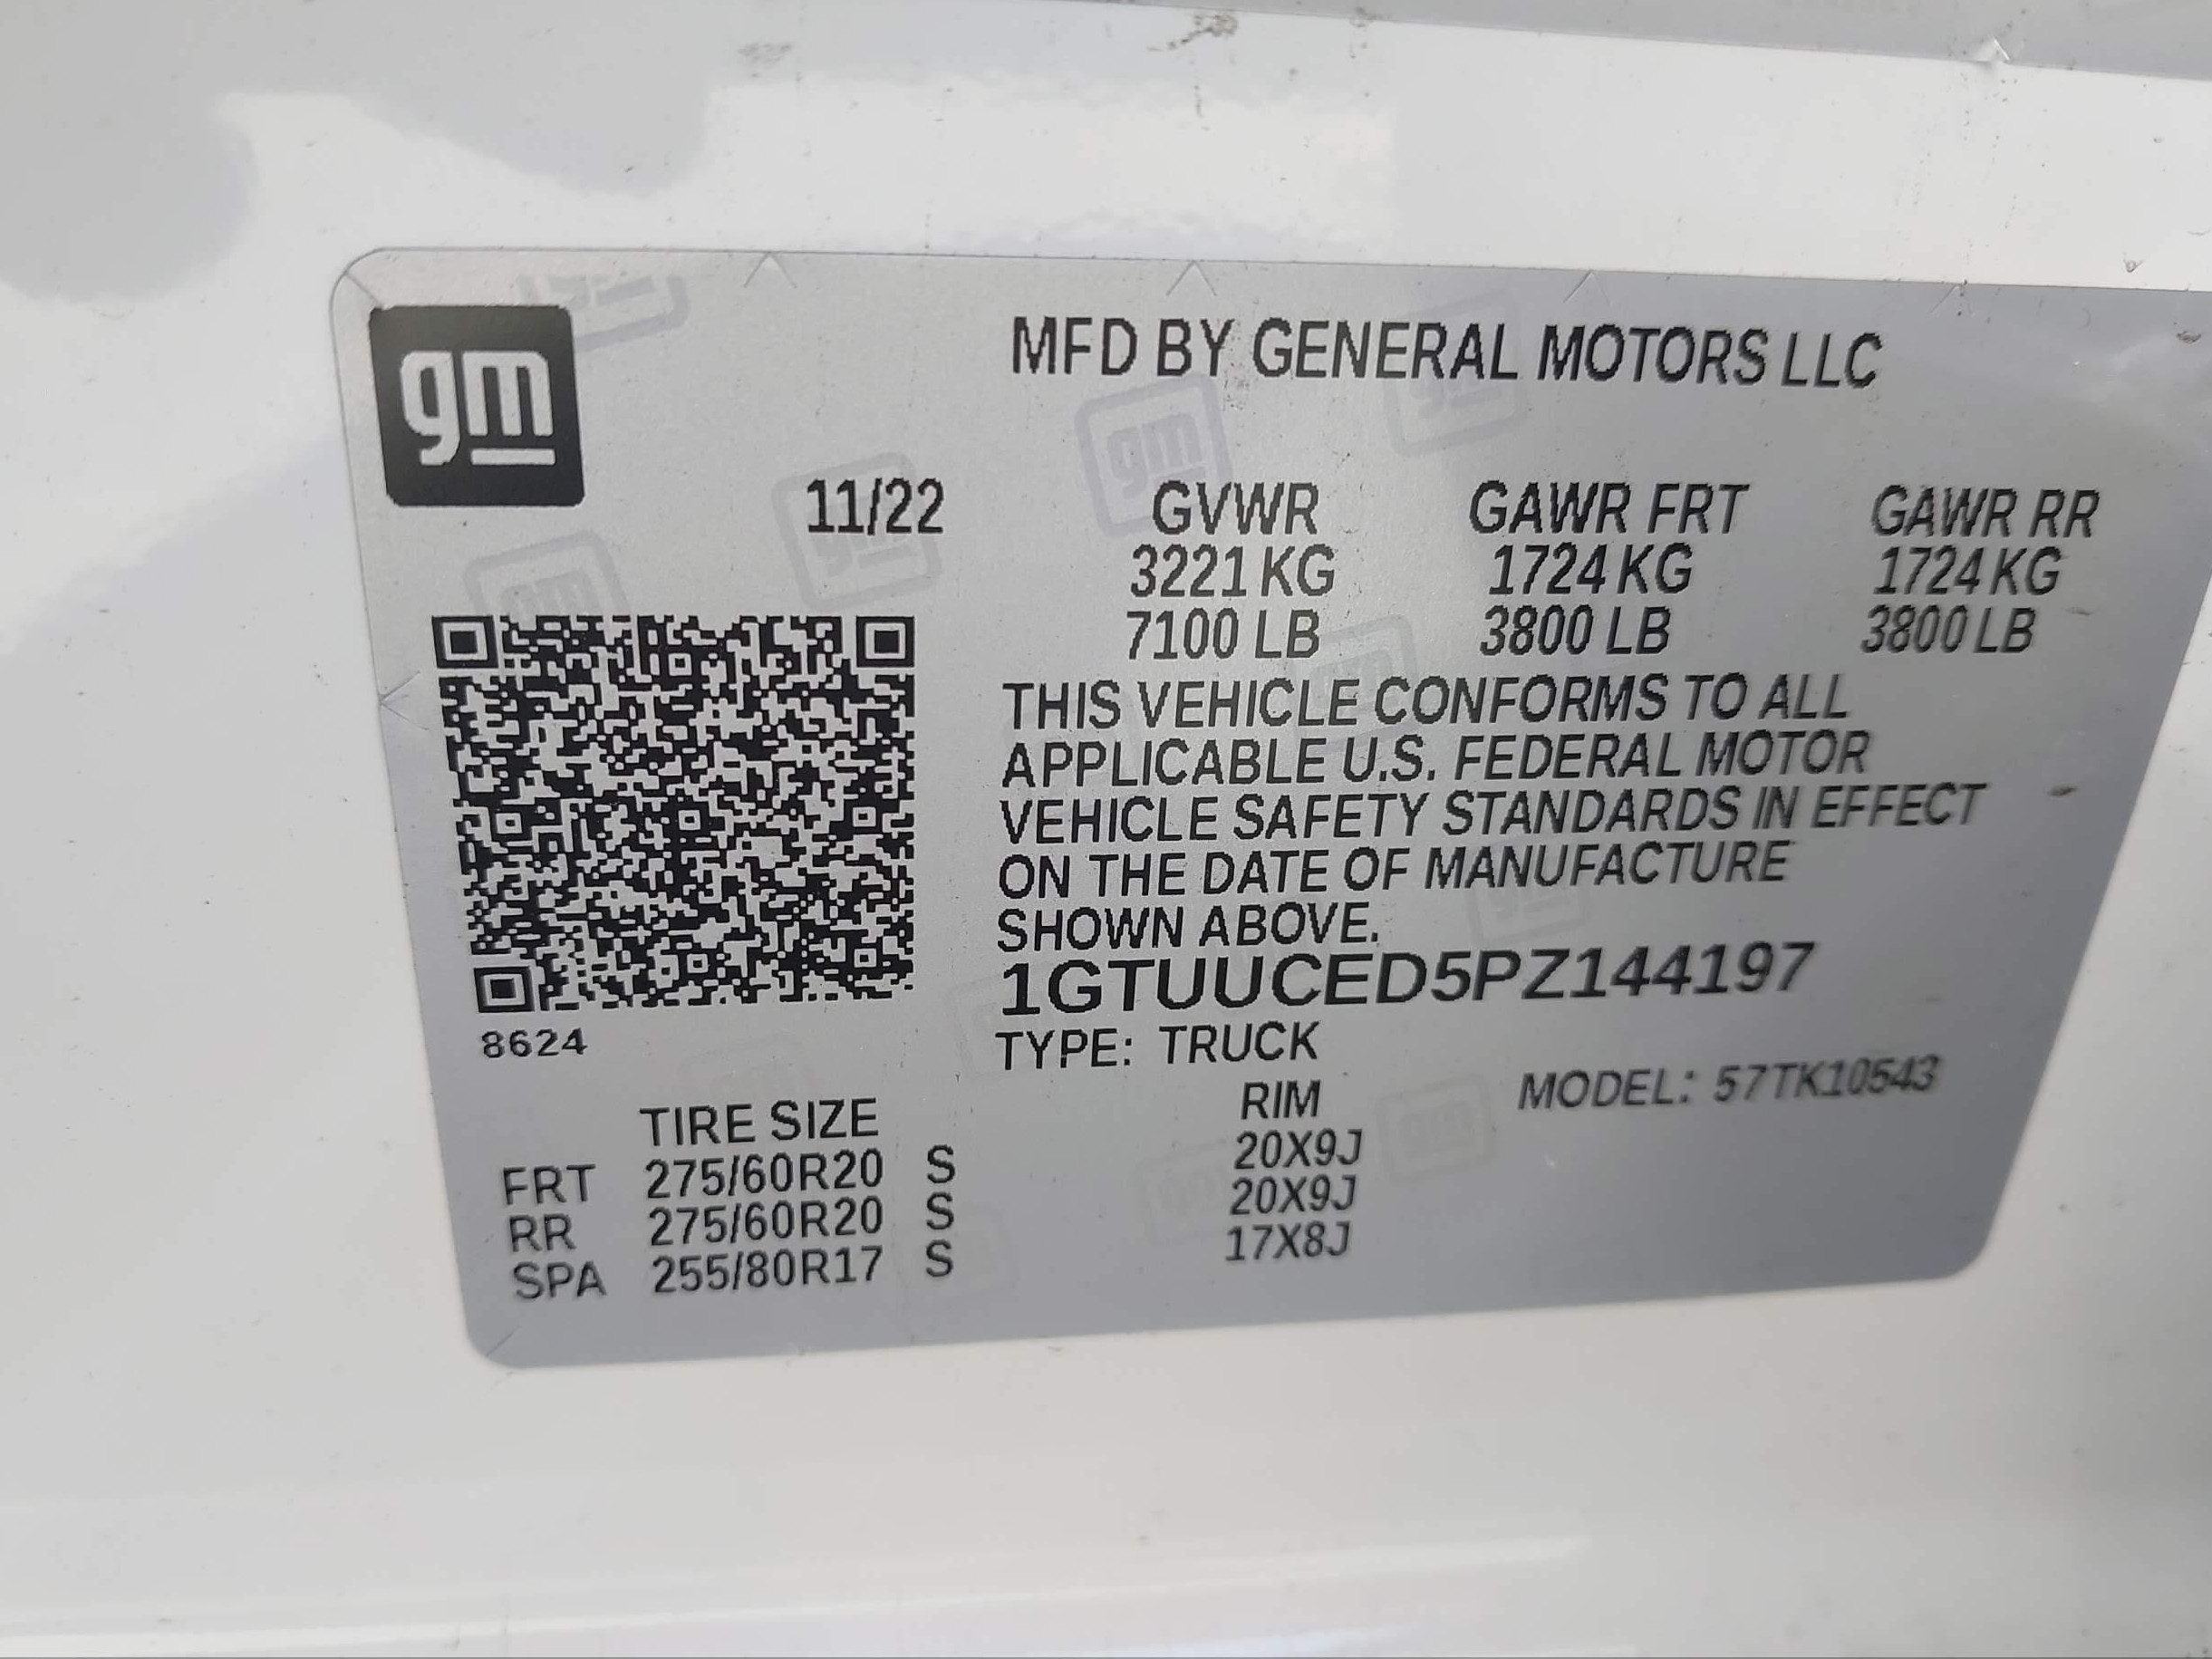 gm
MFD BY GENERAL MOTORS LLC
11/22 GVWR GAWR FRT GAWR RR
3221 KG 1724 KG 1724 KG
7100 LB 3800 LB 3800 LB
THIS VEHICLE CONFORMS TO ALL
APPLICABLE U.S. FEDERAL MOTOR
VEHICLE SAFETY STANDARDS IN EFFECT
ON THE DATE OF MANUFACTURE
SHOWN ABOVE.
1GTUUCED5PZ144197
8624
TYPE: TRUCK MODEL: 57TK10543
TIRE SIZE RIM
FRT 275/60R20 S 20X9J
RR 275/60R20 S 20X9J
SPA 255/80R17 S 17X8J